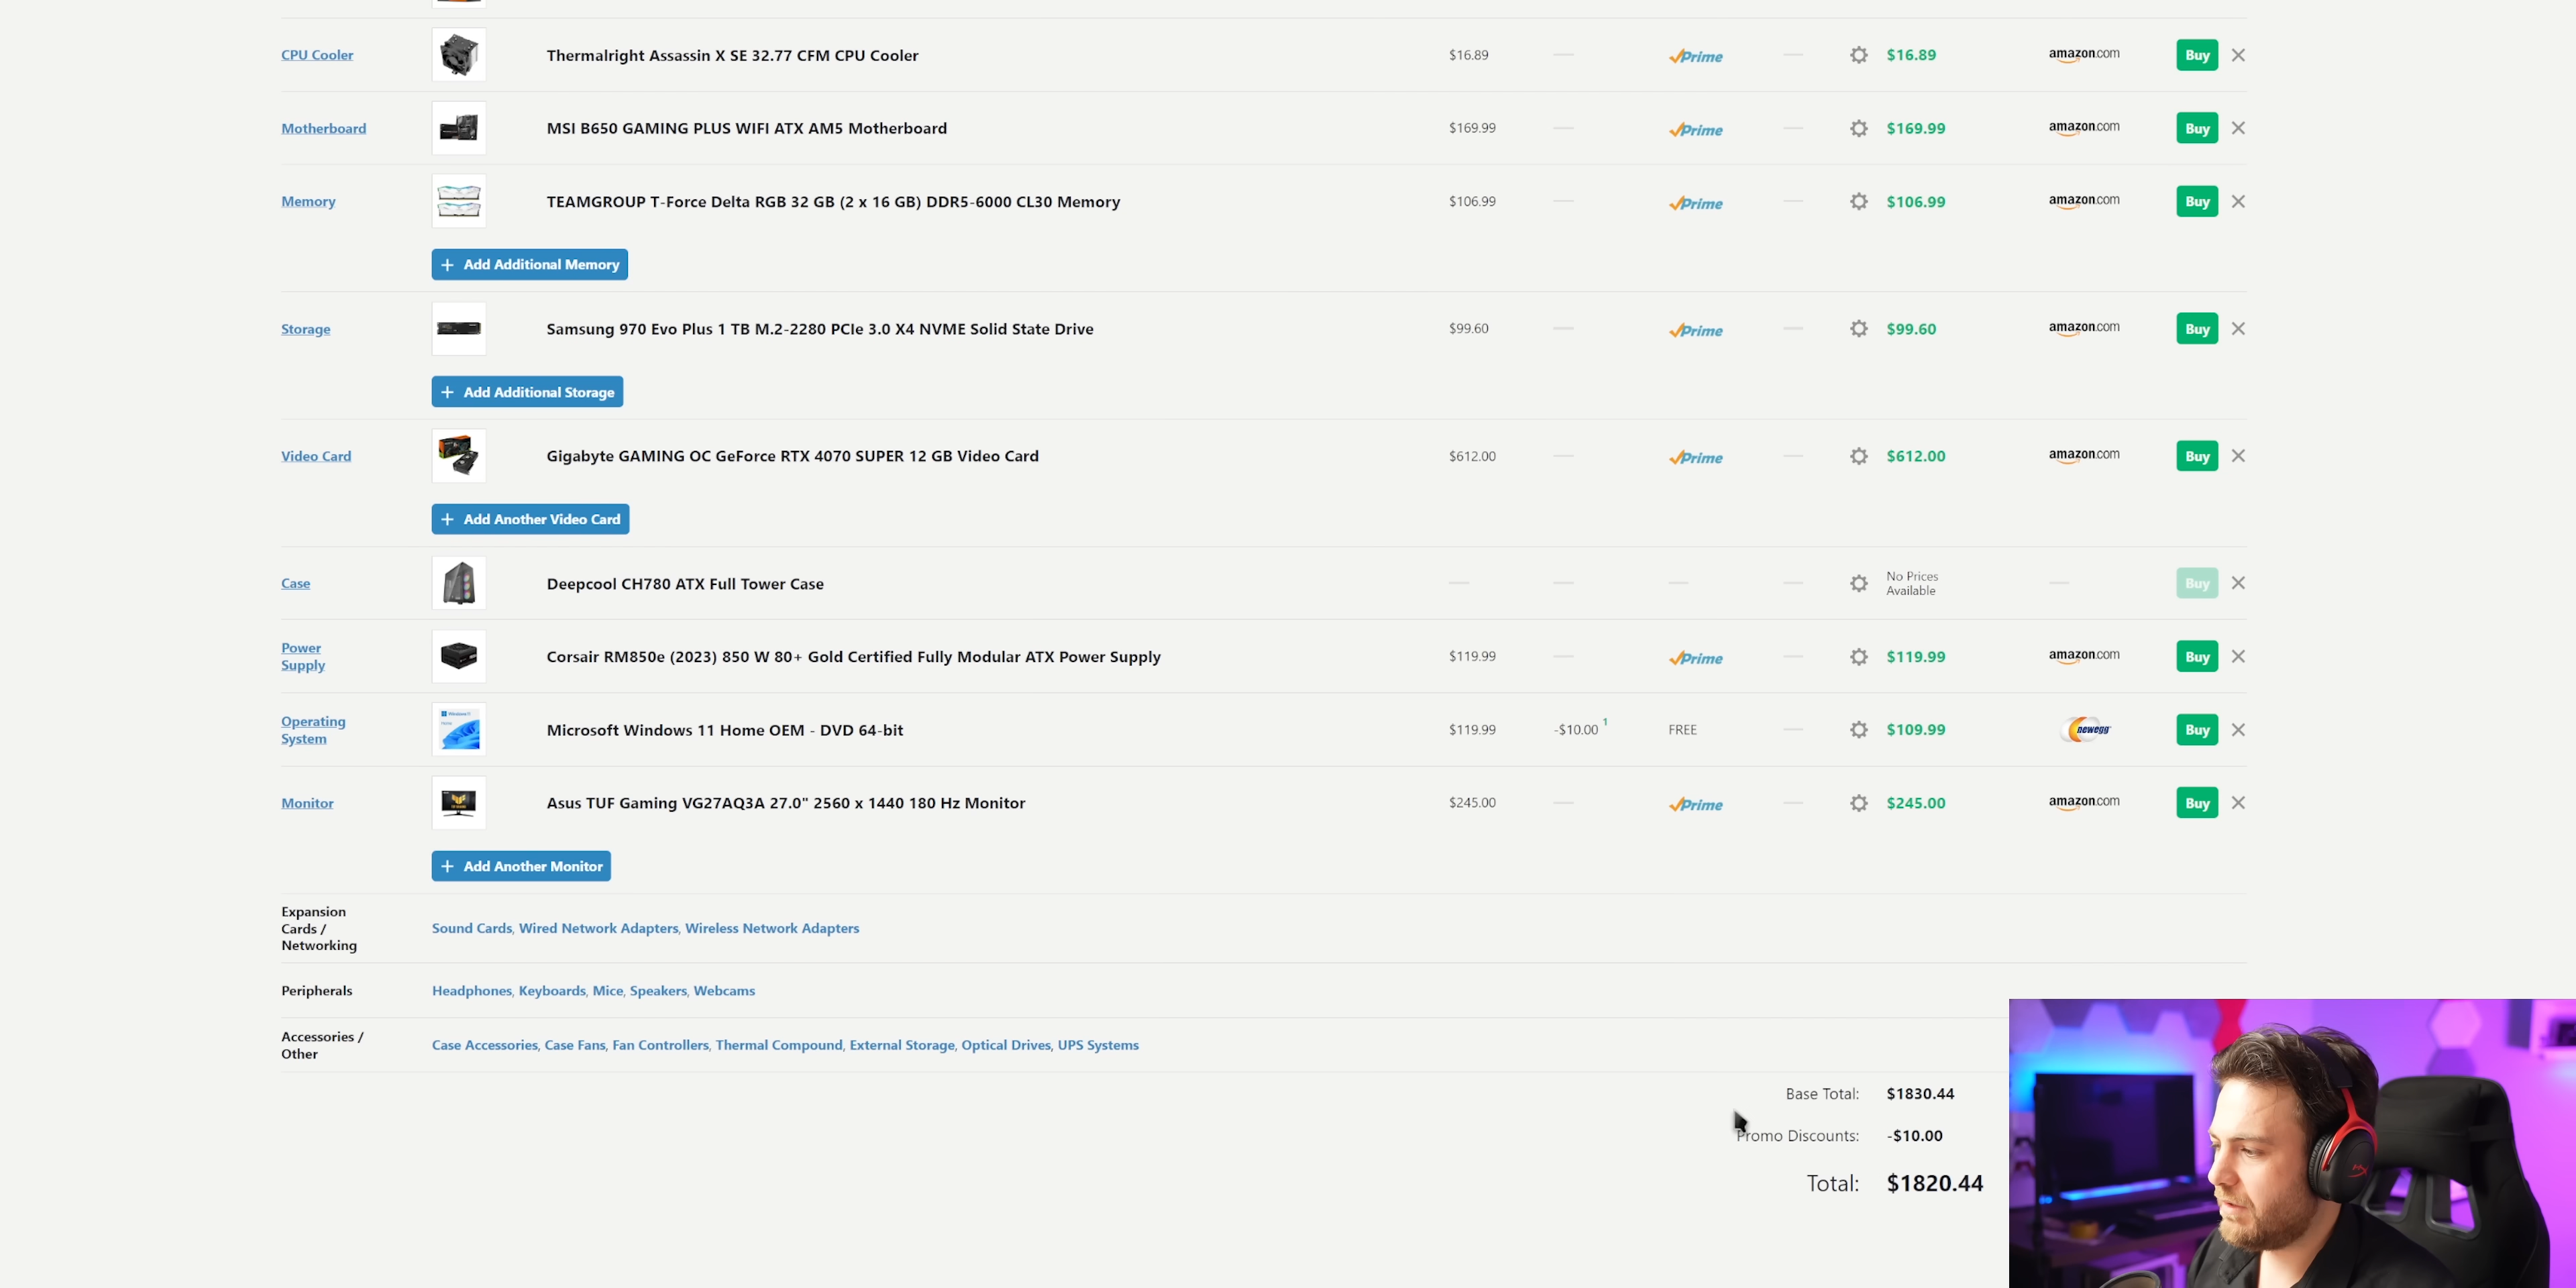 CPU Cooler Thermalright Assassin X SE 32.77 CFM CPU Cooler $16.89 — Prime — $16.89 amazon.com Buy
Motherboard MSI B650 GAMING PLUS WIFI ATX AM5 Motherboard $169.99 — Prime — $169.99 amazon.com Buy
Memory TEAMGROUP T-Force Delta RGB 32 GB (2 x 16 GB) DDR5-6000 CL30 Memory $106.99 — Prime — $106.99 amazon.com Buy
+ Add Additional Memory
Storage Samsung 970 Evo Plus 1 TB M.2-2280 PCIe 3.0 X4 NVME Solid State Drive $99.60 — Prime — $99.60 amazon.com Buy
+ Add Additional Storage
Video Card Gigabyte GAMING OC GeForce RTX 4070 SUPER 12 GB Video Card $612.00 — Prime — $612.00 amazon.com Buy
+ Add Another Video Card
Case Deepcool CH780 ATX Full Tower Case — — — — No Prices
Available — Buy
Power
Supply Corsair RM850e (2023) 850 W 80+ Gold Certified Fully Modular ATX Power Supply $119.99 — Prime — $119.99 amazon.com Buy
Operating
System Microsoft Windows 11 Home OEM - DVD 64-bit $119.99 -$10.00 1 FREE — $109.99 newegg Buy
Monitor Asus TUF Gaming VG27AQ3A 27.0" 2560 x 1440 180 Hz Monitor $245.00 — Prime — $245.00 amazon.com Buy
+ Add Another Monitor
Expansion
Cards /
Networking
Sound Cards, Wired Network Adapters, Wireless Network Adapters
Peripherals Headphones, Keyboards, Mice, Speakers, Webcams
Accessories /
Other
Case Accessories, Case Fans, Fan Controllers, Thermal Compound, External Storage, Optical Drives, UPS Systems
Base Total: $1830.44
Promo Discounts: -$10.00
Total: $1820.44